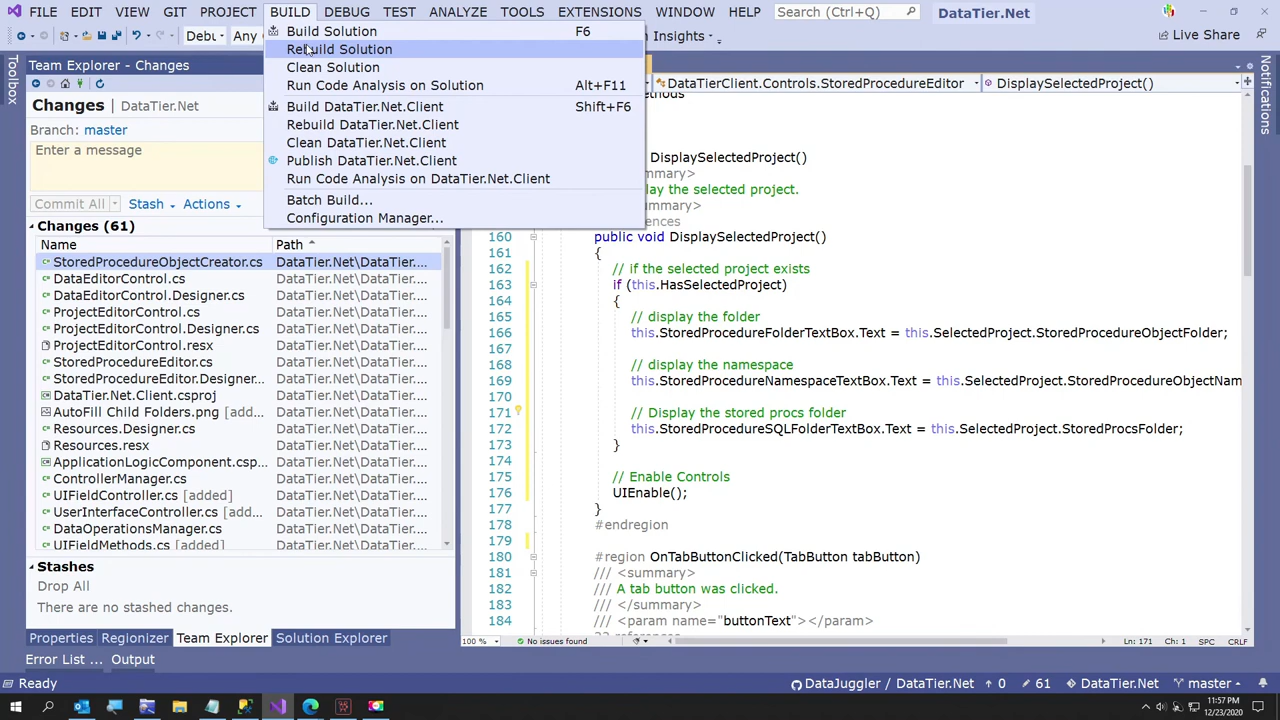 FILE EDIT VIEW GIT PROJECT BUILD DEBUG TEST ANALYZE TOOLS EXTENSIONS WINDOW HELP Search (Ctrl+Q) DataTier.Net
Debu Any Insights Live Share
Build Solution F6
Rebuild Solution
Clean Solution
Run Code Analysis on Solution Alt+F11
Build DataTier.Net.Client Shift+F6
Rebuild DataTier.Net.Client
Clean DataTier.Net.Client
Publish DataTier.Net.Client
Run Code Analysis on DataTier.Net.Client
Batch Build...
Configuration Manager...
Toolbox
Notifications
Team Explorer - Changes
Changes | DataTier.Net
Branch: master
Enter a message
Commit All Stash Actions
Changes (61)
Name Path
StoredProcedureObjectCreator.cs DataTier.Net\DataTier....
DataEditorControl.cs DataTier.Net\DataTier....
DataEditorControl.Designer.cs DataTier.Net\DataTier....
ProjectEditorControl.cs DataTier.Net\DataTier....
ProjectEditorControl.Designer.cs DataTier.Net\DataTier....
ProjectEditorControl.resx DataTier.Net\DataTier....
StoredProcedureEditor.cs DataTier.Net\DataTier....
StoredProcedureEditor.Designer... DataTier.Net\DataTier....
DataTier.Net.Client.csproj DataTier.Net\DataTier....
AutoFill Child Folders.png [add... DataTier.Net\DataTier....
Resources.Designer.cs DataTier.Net\DataTier....
Resources.resx DataTier.Net\DataTier....
ApplicationLogicComponent.csp... DataTier.Net\DataTier....
ControllerManager.cs DataTier.Net\DataTier....
UIFieldController.cs [added] DataTier.Net\DataTier....
UserInterfaceController.cs [add... DataTier.Net\DataTier....
DataOperationsManager.cs DataTier.Net\DataTier....
UIFieldMethods.cs [added] DataTier.Net\DataTier....
Stashes
Drop All
There are no stashed changes.
Properties Regionizer Team Explorer Solution Explorer
Error List ... Output
DataTierClient.Controls.StoredProcedureEditor DisplaySelectedProject()
DisplaySelectedProject()
160 public void DisplaySelectedProject()
161 {
162 // if the selected project exists
163 if (this.HasSelectedProject)
164 {
165 // display the folder
166 this.StoredProcedureFolderTextBox.Text = this.SelectedProject.StoredProcedureObjectFolder;
167
168 // display the namespace
169 this.StoredProcedureNamespaceTextBox.Text = this.SelectedProject.StoredProcedureObjectNam
170
171 // Display the stored procs folder
172 this.StoredProcedureSQLFolderTextBox.Text = this.SelectedProject.StoredProcsFolder;
173 }
174
175 // Enable Controls
176 UIEnable();
177 }
178 #endregion
179
180 #region OnTabButtonClicked(TabButton tabButton)
181 /// <summary>
182 /// A tab button was clicked.
183 /// </summary>
184 /// <param name="buttonText"></param>
100 % No issues found Ln: 171 Ch: 1 SPC CRLF
Ready DataJuggler / DataTier.Net 0 61 DataTier.Net master
11:57 PM
12/23/2020